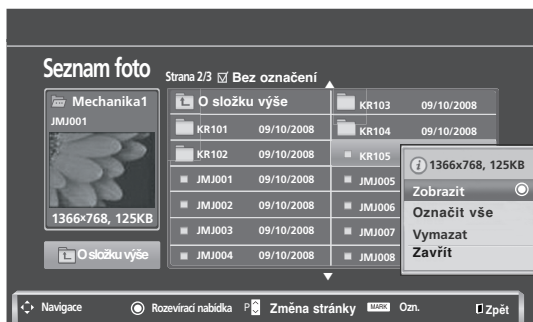 Seznam foto
Strana 2/3 ☑ Bez označení
Mechanika1
JMJ001
1366×768, 125KB
O složku výše
O složku výše
KR101 09/10/2008
KR102 09/10/2008
JMJ001 09/10/2008
JMJ002 09/10/2008
JMJ003 09/10/2008
JMJ004 09/10/2008
KR103 09/10/2008
KR104 09/10/2008
KR105
JMJ005
JMJ006
JMJ007
JMJ008
1366x768, 125KB
Zobrazit
Označit vše
Vymazat
Zavřít
Navigace Rozevírací nabídka P Změna stránky MARK Ozn. Zpět